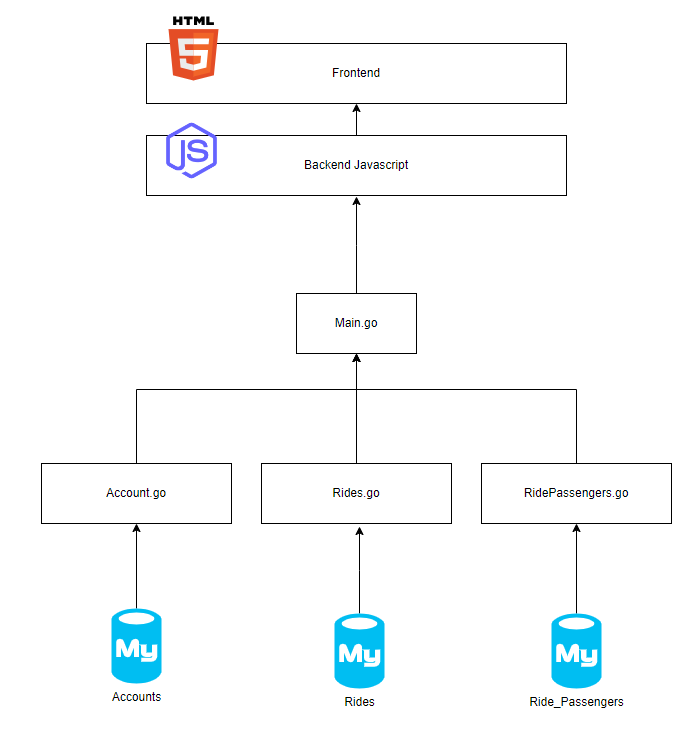 HTML
5
Frontend
JS
Backend Javascript
Main.go
Account.go
Rides.go
RidePassengers.go
My
My
My
Accounts
Rides
Ride_Passengers